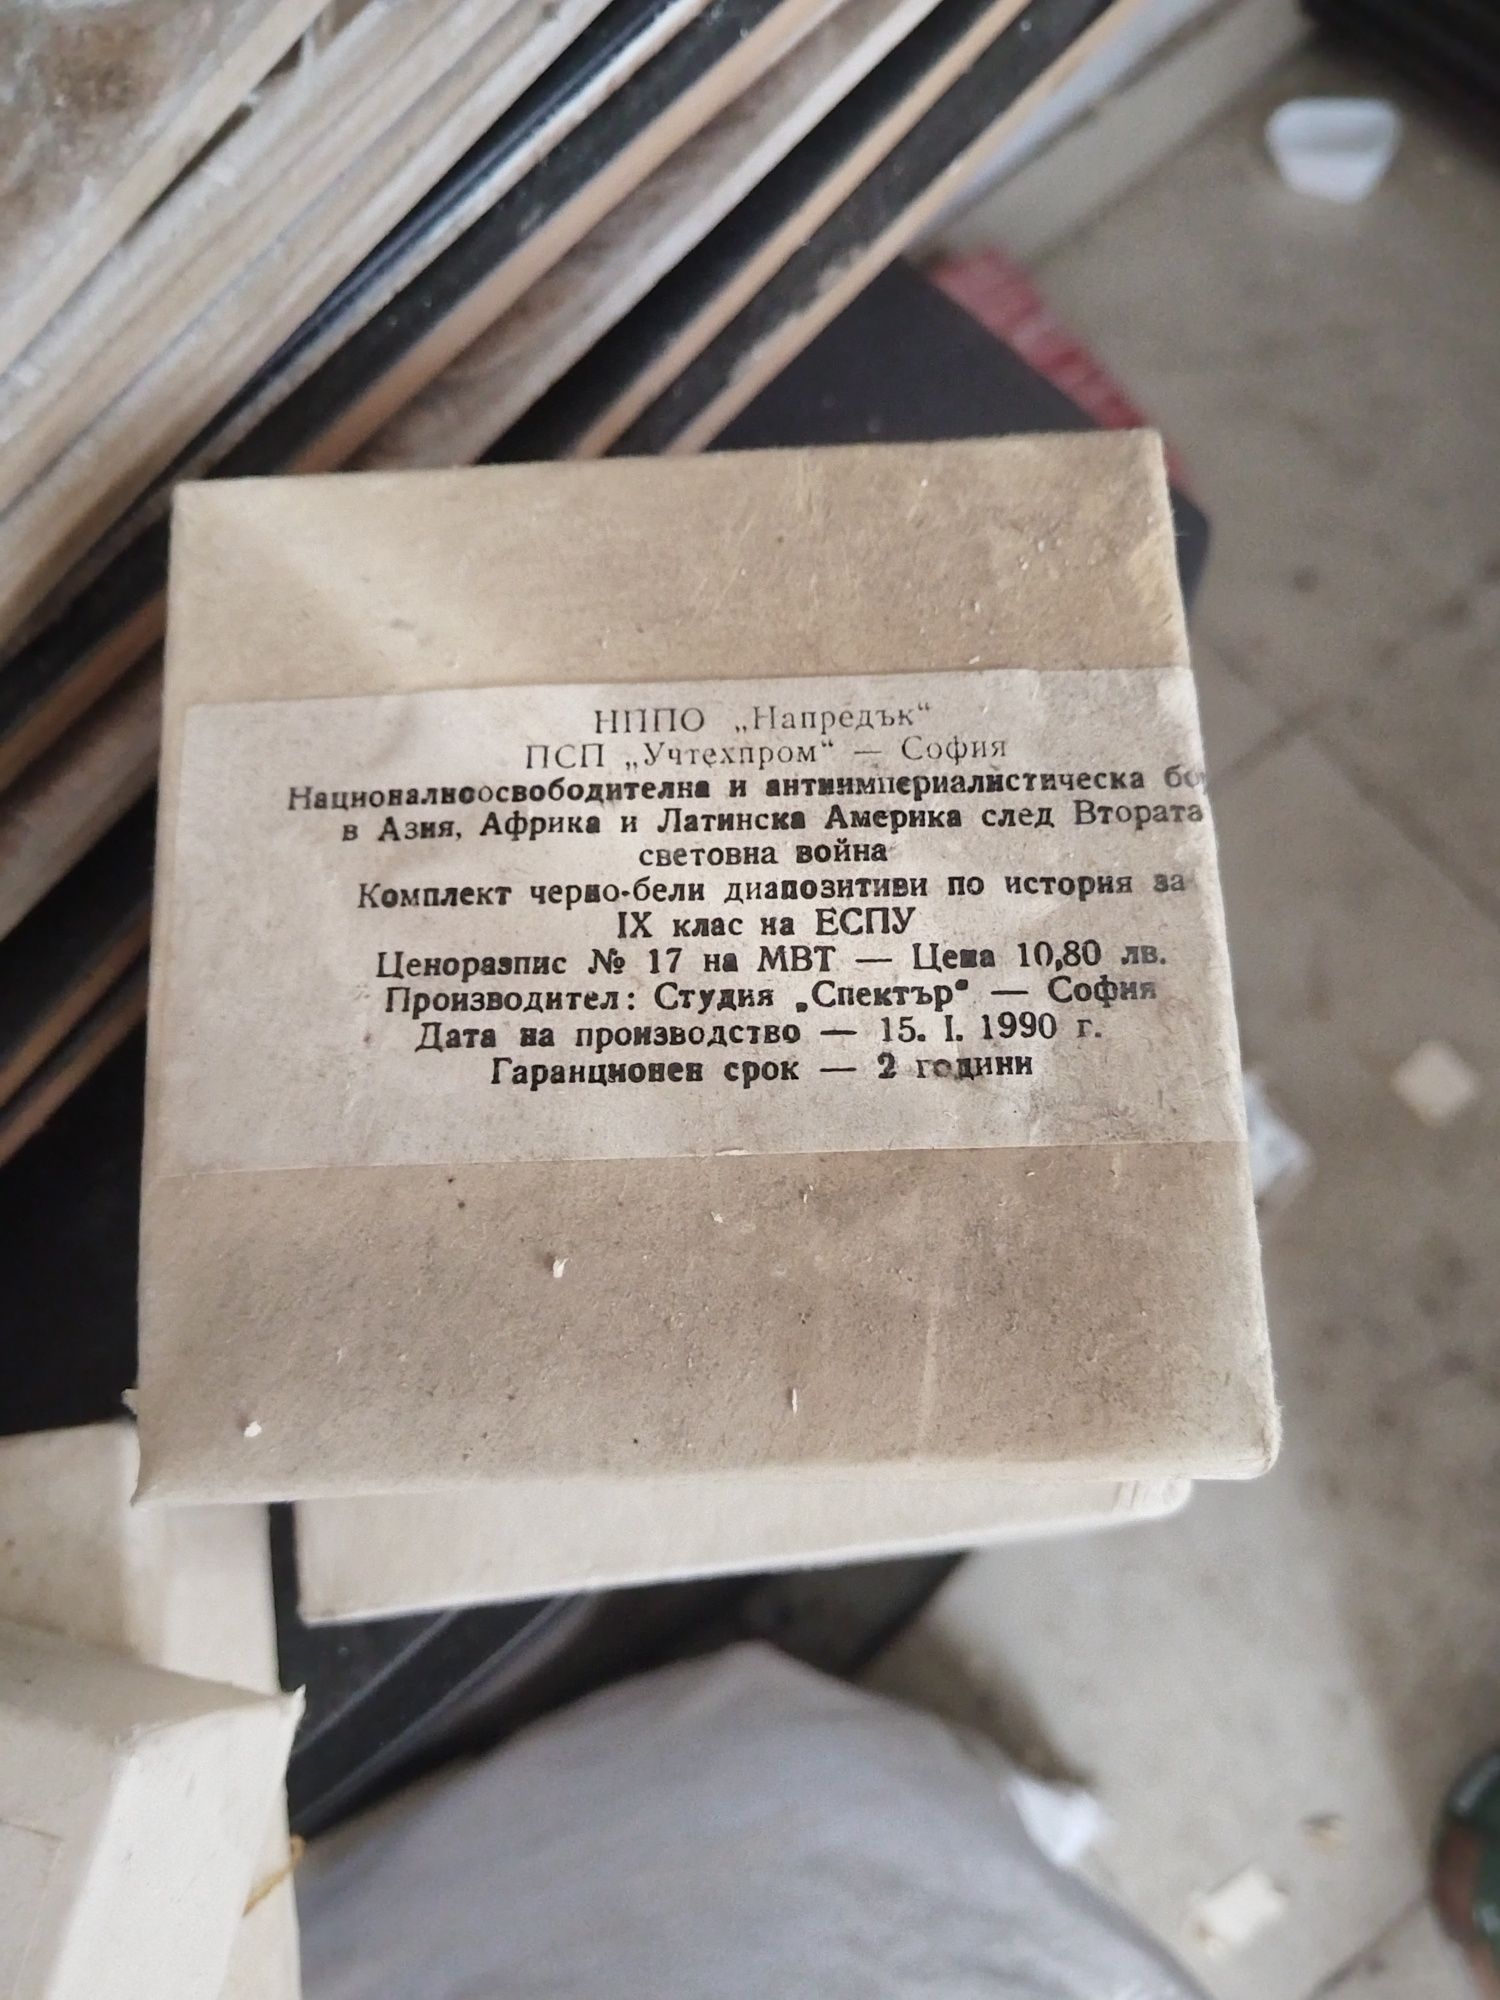 НППО „Напредък“
ПСП „Учтехпром“ — София
Националноосвободителна и антиимпериалистическа
в Азия, Африка и Латинска Америка след Втората
световна война
Комплект черно-бели диапозитиви по история за
IX клас на ЕСПУ
Ценоразпис № 17 на МВТ — Цена 10,80 лв.
Производител: Студия „Спектър“ — София
Дата на производство — 15. I. 1990 г.
Гаранционен срок — 2 години